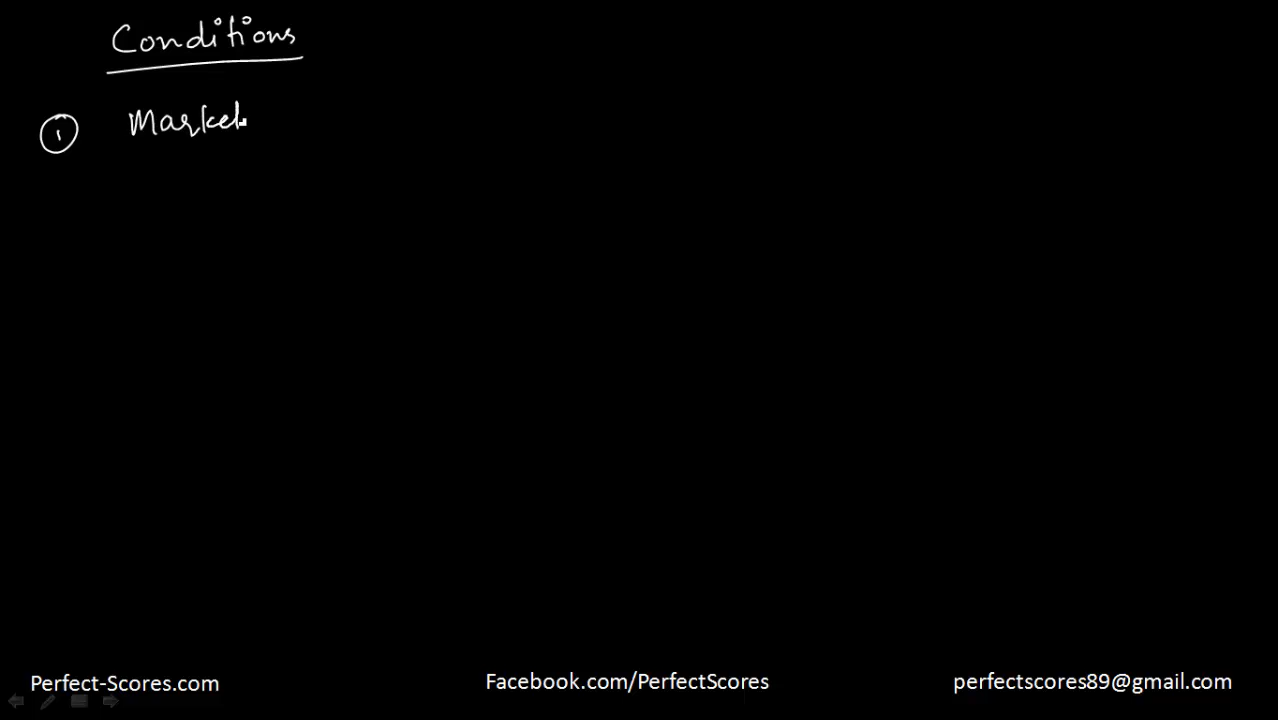 Conditions
① Market
Perfect-Scores.com Facebook.com/PerfectScores perfectscores89@gmail.com